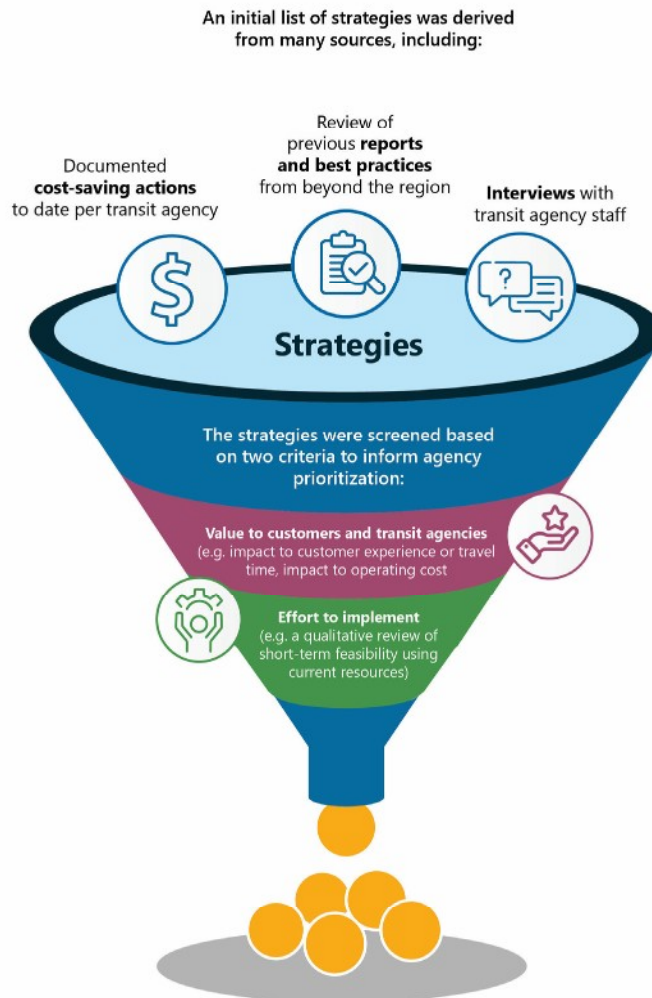 An initial list of strategies was derived
from many sources, including:
Documented
cost-saving actions
to date per transit agency
Review of
previous reports
and best practices
from beyond the region
Interviews with
transit agency staff
$
?
Strategies
The strategies were screened based
on two criteria to inform agency
prioritization:
Value to customers and transit agencies
(e.g. impact to customer experience or travel
time, impact to operating cost
Effort to implement
(e.g. a qualitative review of
short-term feasibility using
current resources)